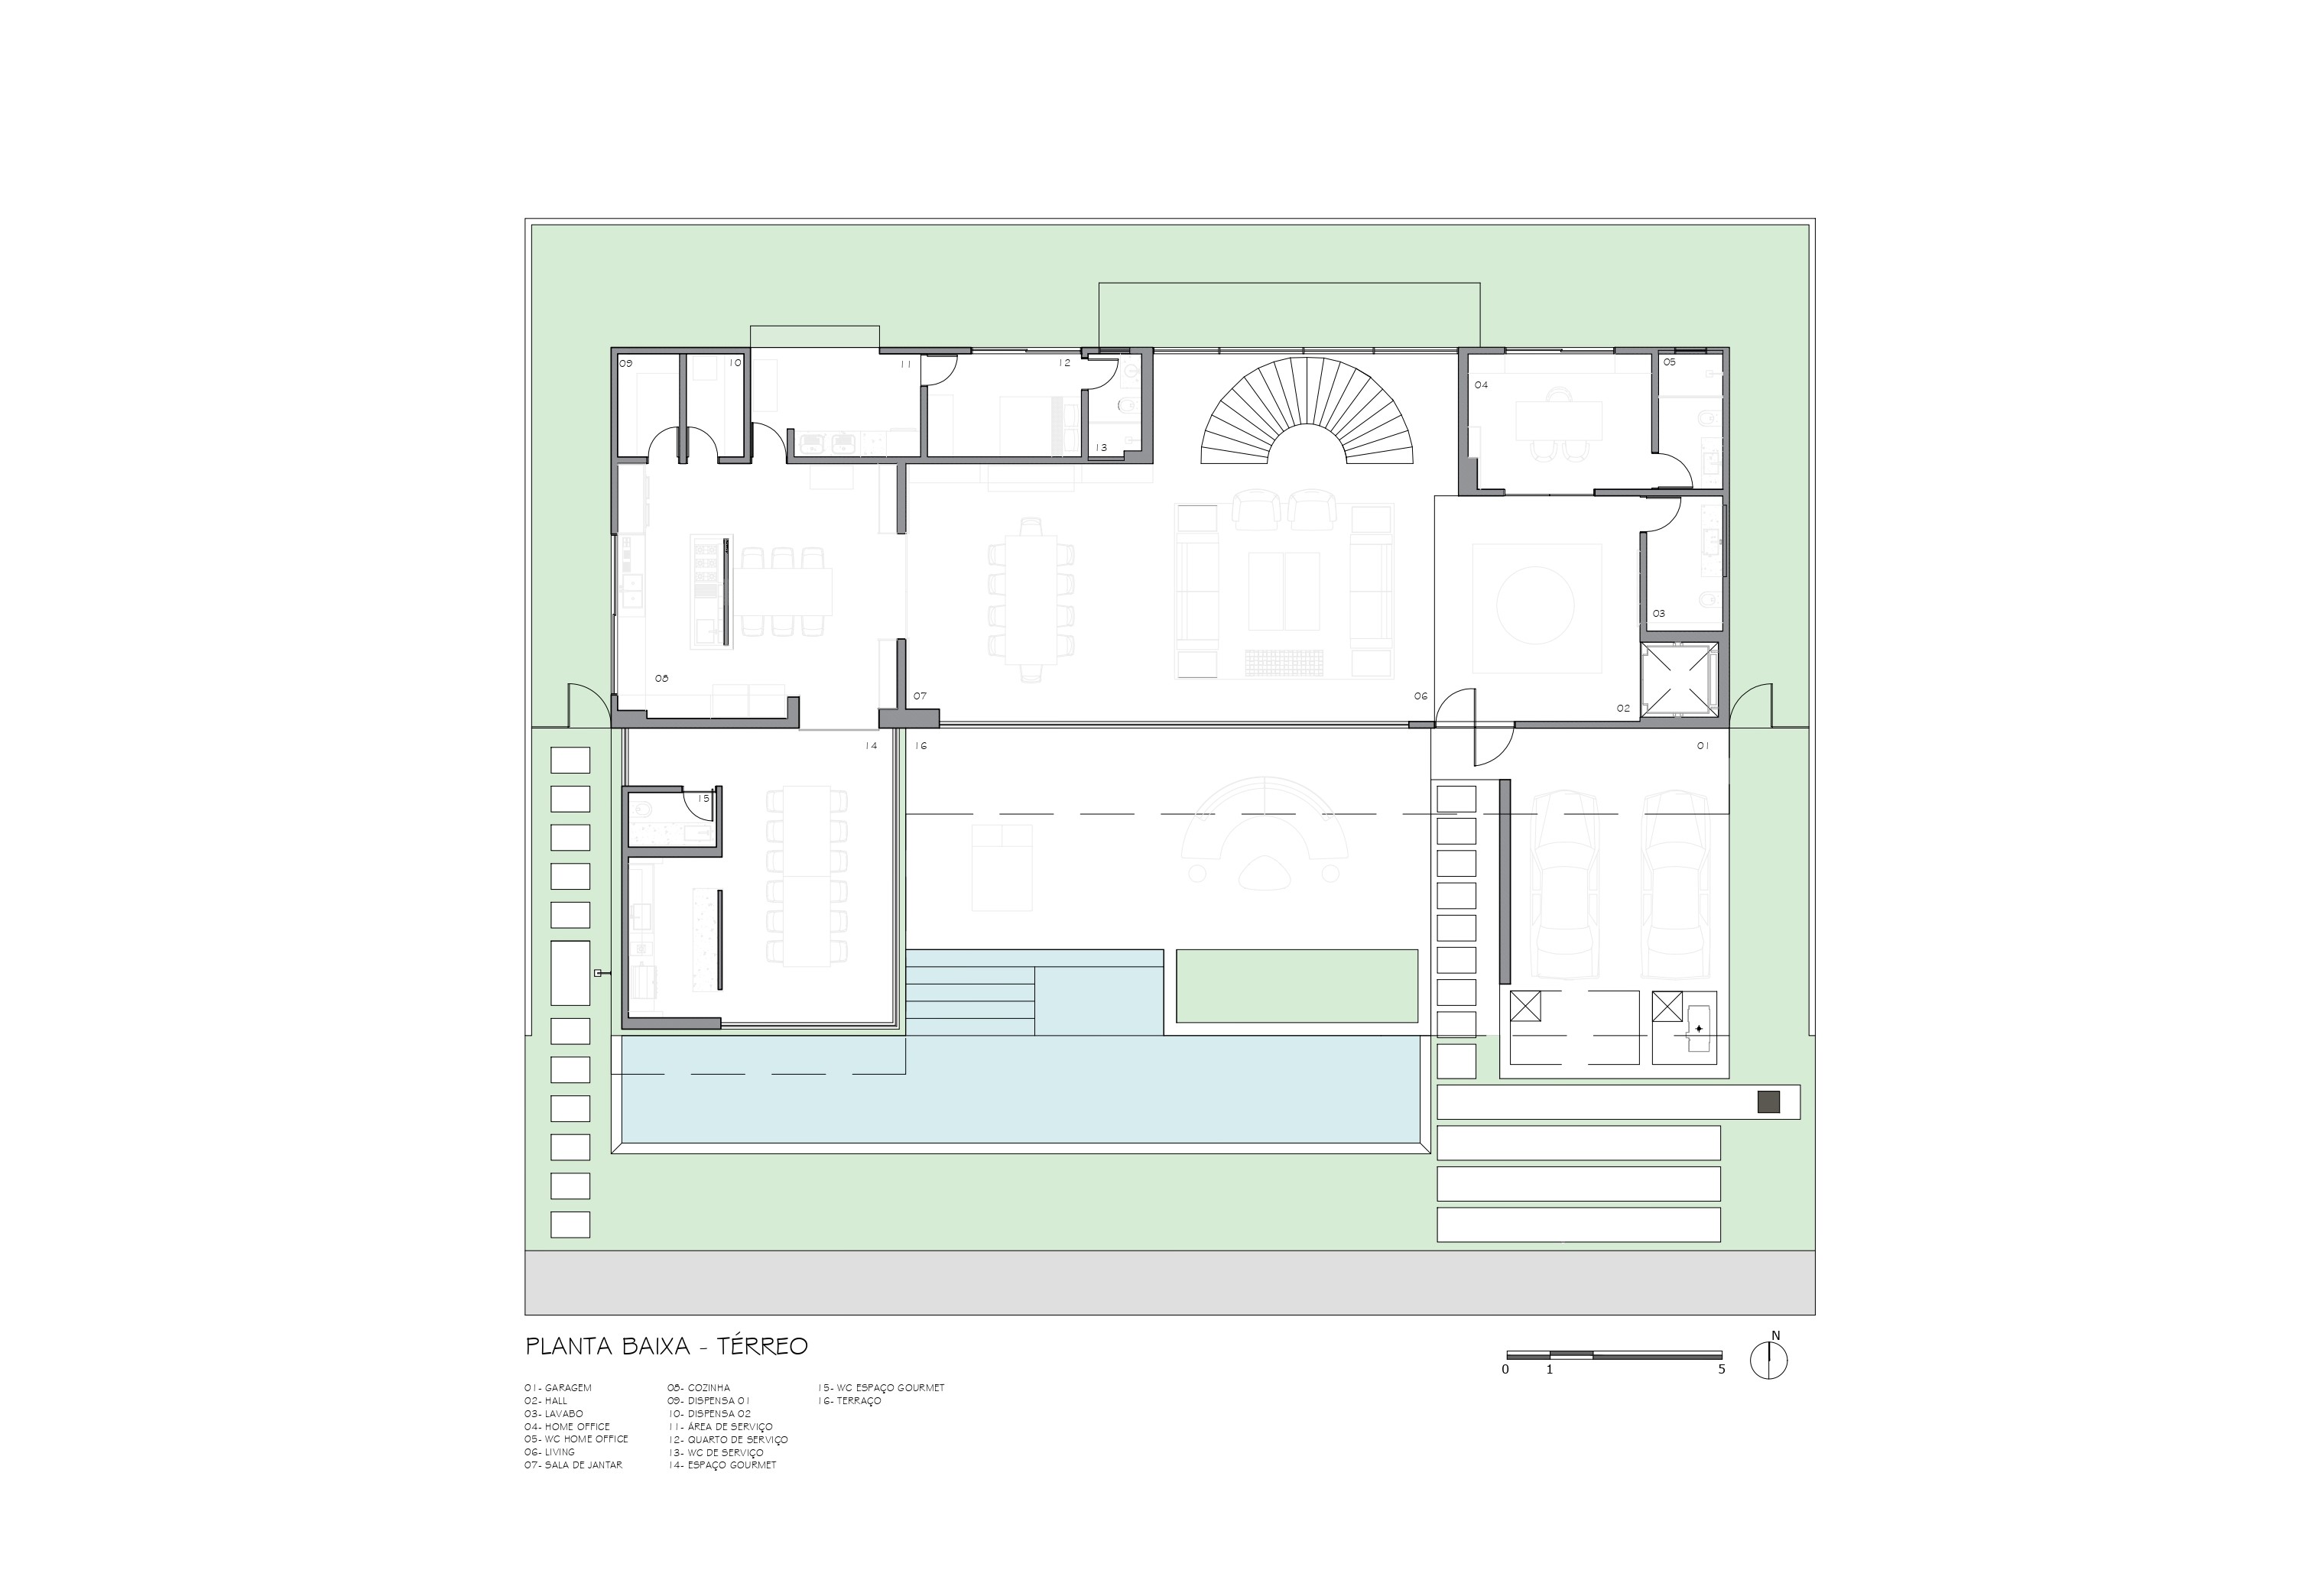 09
10
11
12
13
04
05
03
08
07
06
02
14
16
01
15
PLANTA BAIXA - TÉRREO
N
0 1 5
01- GARAGEM
02- HALL
03- LAVABO
04- HOME OFFICE
05- WC HOME OFFICE
06- LIVING
07- SALA DE JANTAR
08- COZINHA
09- DISPENSA 01
10- DISPENSA 02
11- ÁREA DE SERVIÇO
12- QUARTO DE SERVIÇO
13- WC DE SERVIÇO
14- ESPAÇO GOURMET
15- WC ESPAÇO GOURMET
16- TERRAÇO